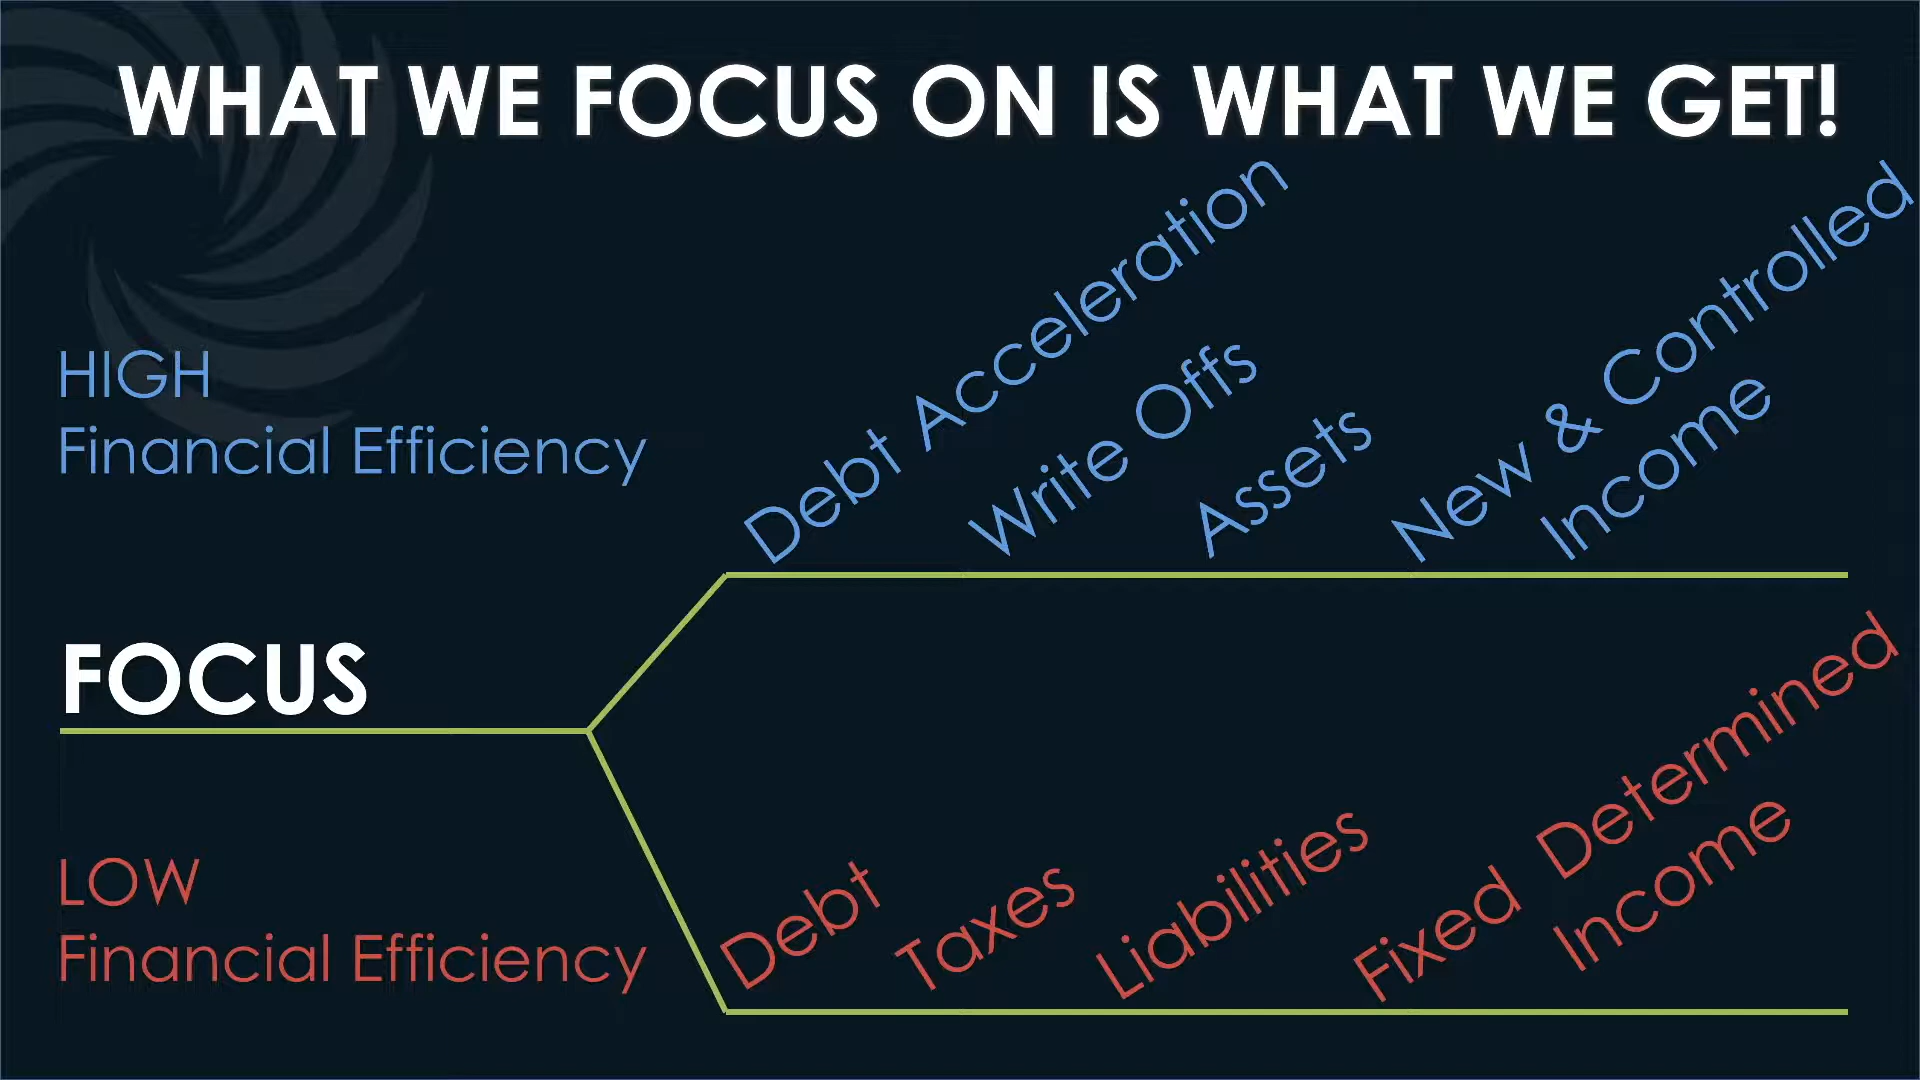 WHAT WE FOCUS ON IS WHAT WE GET!
HIGH
Financial Efficiency
Debt Acceleration
Write Offs
Assets
New & Controlled
Income
FOCUS
LOW
Financial Efficiency
Debt
Taxes
Liabilities
Fixed Determined
Income